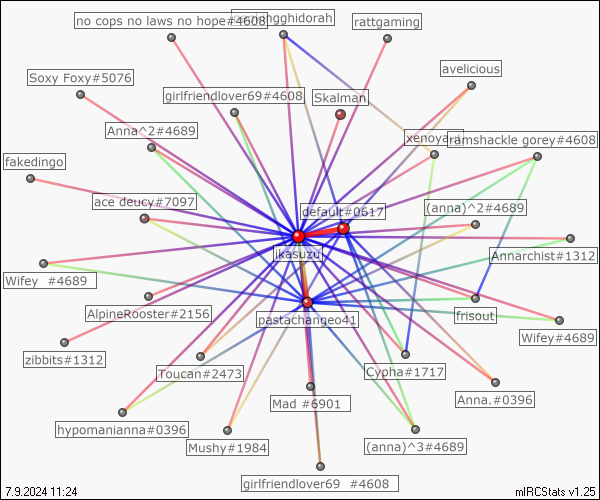 no cops no laws no hope#4608
ghidorah
rattgaming
avelicious
Soxy Foxy#5076
girlfriendlover69#4608
Skalman
Anna^2#4689
xenoya
ramshackle gorey#4608
fakedingo
ace deucy#7097
default#0617
(anna)^2#4689
ikasuzu
Annarchist#1312
Wifey #4689
AlpineRooster#2156
pastachangeo41
frisout
Wifey#4689
zibbits#1312
Toucan#2473
Cypha#1717
Mad #6901
Anna.#0396
hypomanianna#0396
Mushy#1984
(anna)^3#4689
girlfriendlover69 #4608
7.9.2024 11:24
mIRCStats v1.25